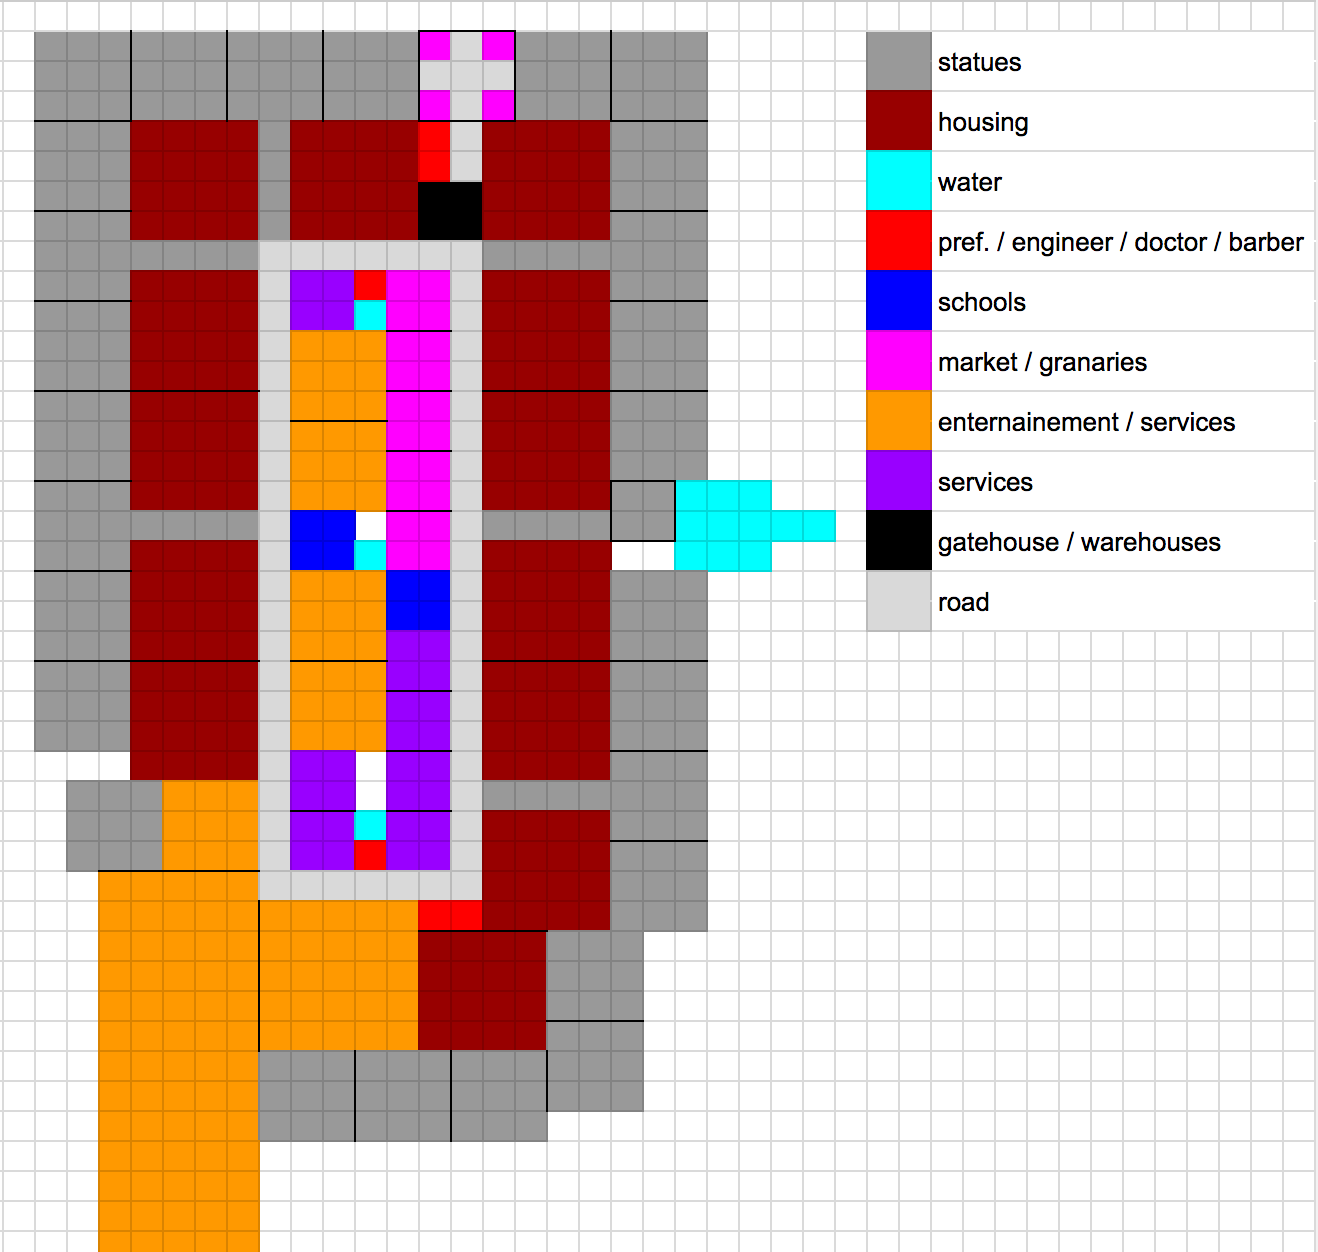 statues
housing
water
pref. / engineer / doctor / barber
schools
market / granaries
enternainement / services
services
gatehouse / warehouses
road